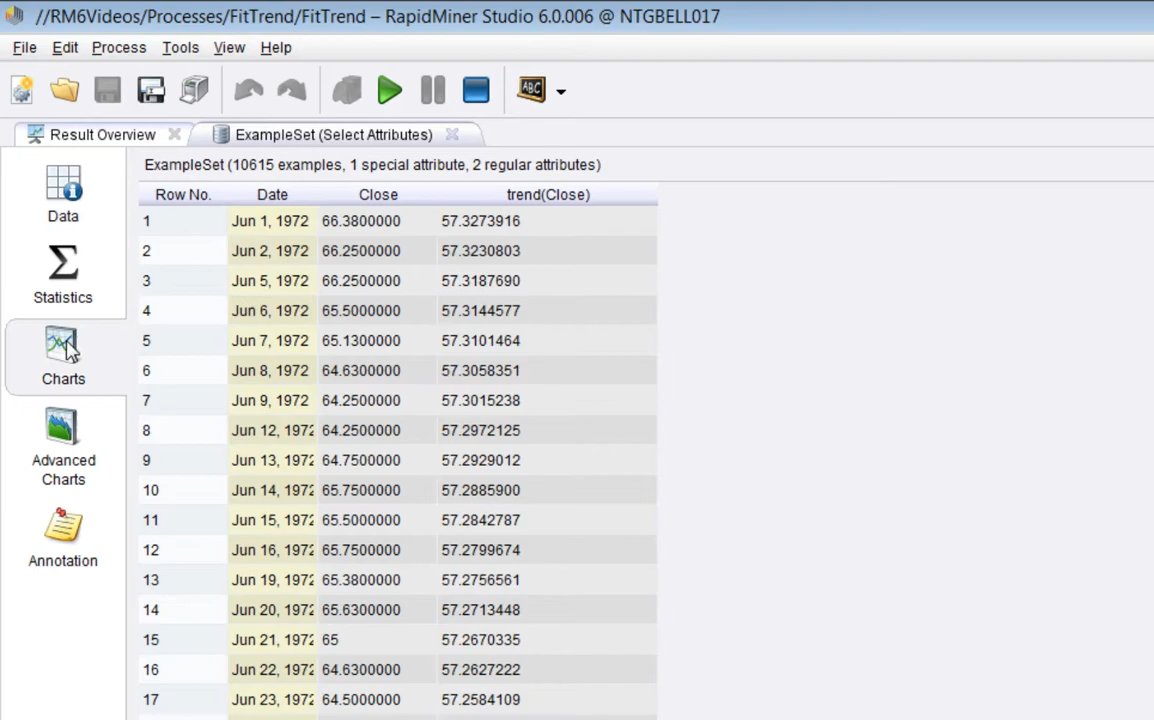 //RM6Videos/Processes/FitTrend/FitTrend – RapidMiner Studio 6.0.006 @ NTGBELL017
File Edit Process Tools View Help
ABC
Result Overview ExampleSet (Select Attributes)
ExampleSet (10615 examples, 1 special attribute, 2 regular attributes)
Data
Statistics
Charts
Advanced
Charts
Annotation
Row No. Date Close trend(Close)
1 Jun 1, 1972 66.3800000 57.3273916
2 Jun 2, 1972 66.2500000 57.3230803
3 Jun 5, 1972 66.2500000 57.3187690
4 Jun 6, 1972 65.5000000 57.3144577
5 Jun 7, 1972 65.1300000 57.3101464
6 Jun 8, 1972 64.6300000 57.3058351
7 Jun 9, 1972 64.2500000 57.3015238
8 Jun 12, 1972 64.2500000 57.2972125
9 Jun 13, 1972 64.7500000 57.2929012
10 Jun 14, 1972 65.7500000 57.2885900
11 Jun 15, 1972 65.5000000 57.2842787
12 Jun 16, 1972 65.7500000 57.2799674
13 Jun 19, 1972 65.3800000 57.2756561
14 Jun 20, 1972 65.6300000 57.2713448
15 Jun 21, 1972 65 57.2670335
16 Jun 22, 1972 64.6300000 57.2627222
17 Jun 23, 1972 64.5000000 57.2584109